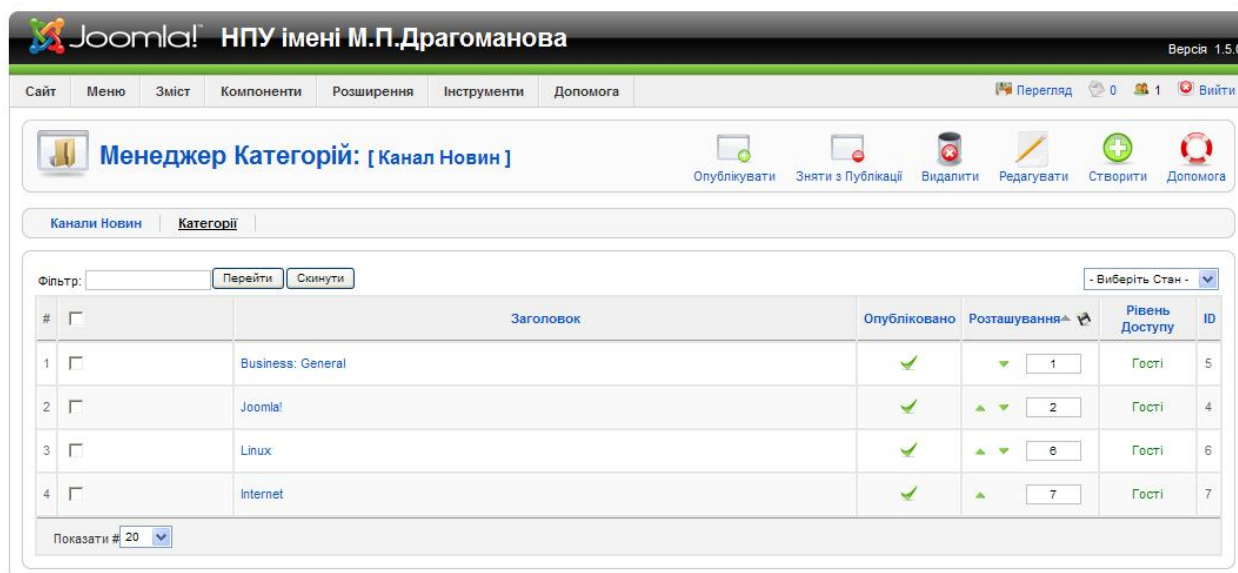 Joomla!™ НПУ імені М.П.Драгоманова
Версія 1.5.0
Сайт Меню Зміст Компоненти Розширення Інструменти Допомога Перегляд 0 1 Вийти
Менеджер Категорій: [ Канал Новин ]
Опублікувати Зняти з Публікації Видалити Редагувати Створити Допомога
Канали Новин Категорії
Фільтр: Перейти Скинути - Виберіть Стан -
# Заголовок Опубліковано Розташування Рівень Доступу ID
1 Business: General 1 Гості 5
2 Joomla! 2 Гості 4
3 Linux 6 Гості 6
4 Internet 7 Гості 7
Показати # 20